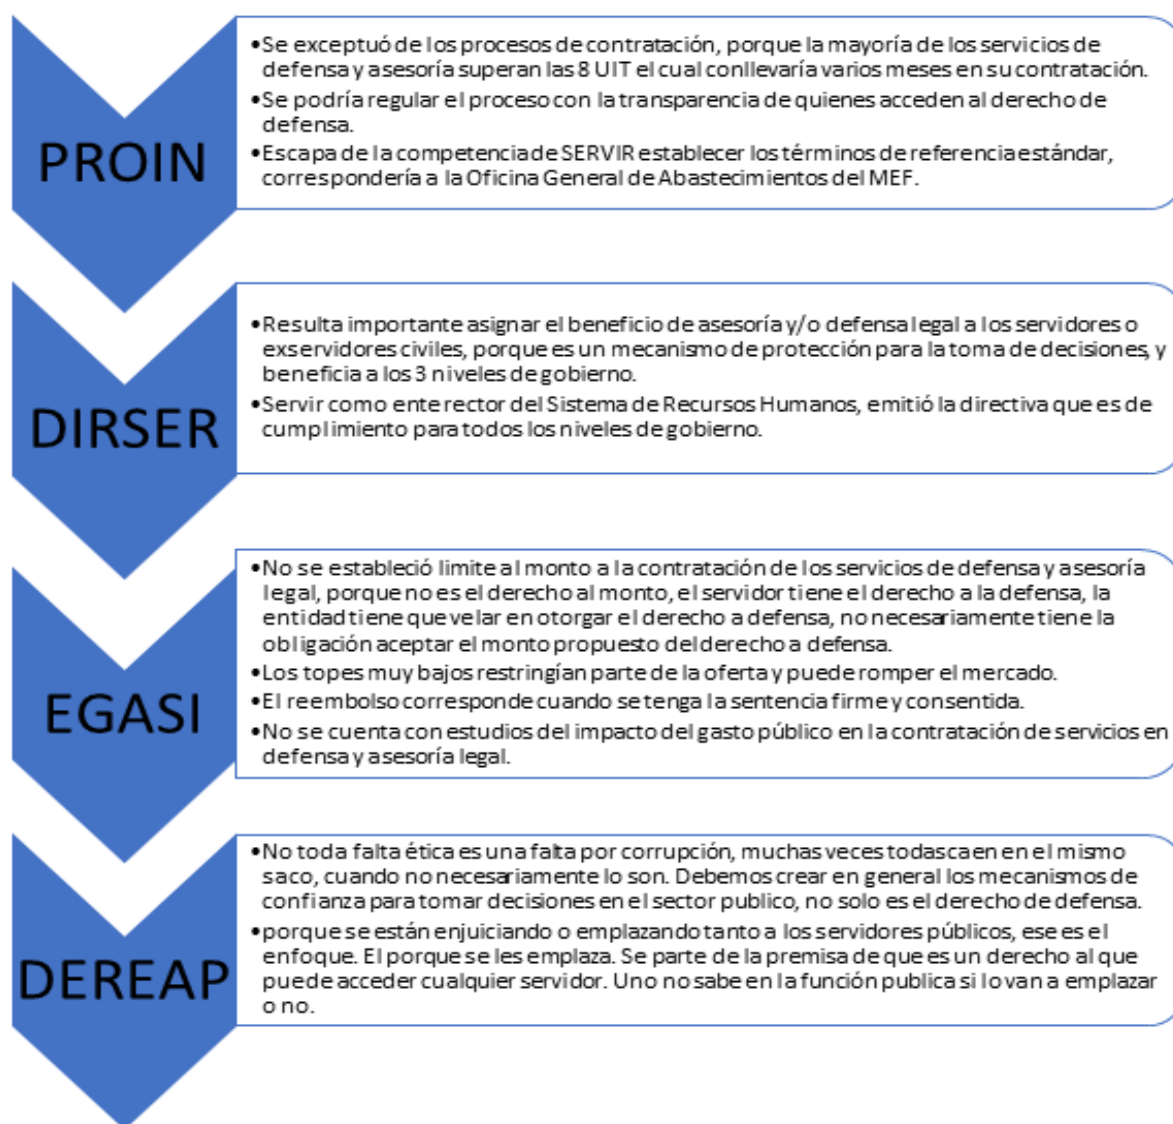 PROIN
•Se exceptuó de los procesos de contratación, porque la mayoría de los servicios de
defensa y asesoría superan las 8 UIT el cual conllevaría varios meses en su contratación.
•Se podría regular el proceso con la transparencia de quienes acceden al derecho de
defensa.
•Escapa de la competencia de SERVIR establecer los términos de referencia estándar,
correspondería a la Oficina General de Abastecimientos del MEF.
DIRSER
•Resulta importante asignar el beneficio de asesoría y/o defensa legal a los servidores o
exservidores civiles, porque es un mecanismo de protección para la toma de decisiones, y
beneficia a los 3 niveles de gobierno.
•Servir como ente rector del Sistema de Recursos Humanos, emitió la directiva que es de
cumplimiento para todos los niveles de gobierno.
EGASI
•No se estableció limite al monto a la contratación de los servicios de defensa y asesoría
legal, porque no es el derecho al monto, el servidor tiene el derecho a la defensa, la
entidad tiene que velar en otorgar el derecho a defensa, no necesariamente tiene la
obligación aceptar el monto propuesto del derecho a defensa.
•Los topes muy bajos restringían parte de la oferta y puede romper el mercado.
•El reembolso corresponde cuando se tenga la sentencia firme y consentida.
•No se cuenta con estudios del impacto del gasto público en la contratación de servicios en
defensa y asesoría legal.
DEREAP
•No toda falta ética es una falta por corrupción, muchas veces todas caen en el mismo
saco, cuando no necesariamente lo son. Debemos crear en general los mecanismos de
confianza para tomar decisiones en el sector publico, no solo es el derecho de defensa.
•porque se están enjuiciando o emplazando tanto a los servidores públicos, ese es el
enfoque. El porque se les emplaza. Se parte de la premisa de que es un derecho al que
puede acceder cualquier servidor. Uno no sabe en la función publica si lo van a emplazar
o no.